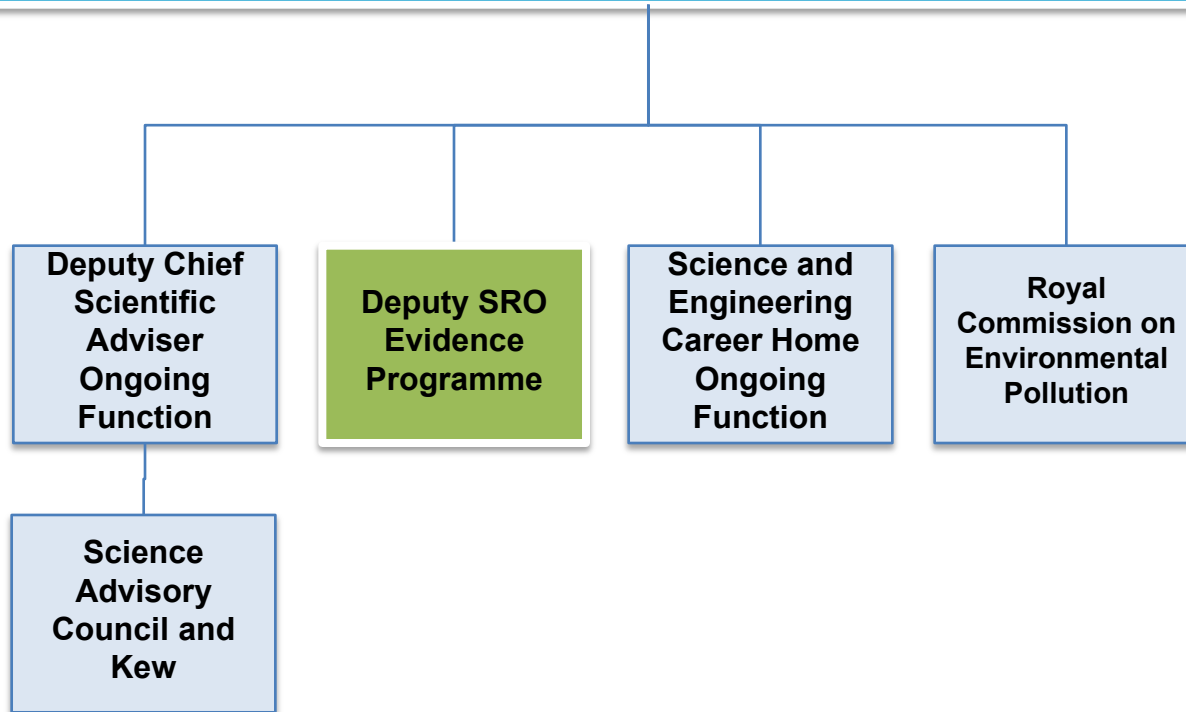 Deputy Chief
Scientific
Adviser
Ongoing
Function
Deputy SRO
Evidence
Programme
Science and
Engineering
Career Home
Ongoing
Function
Royal
Commission on
Environmental
Pollution
Science
Advisory
Council and
Kew